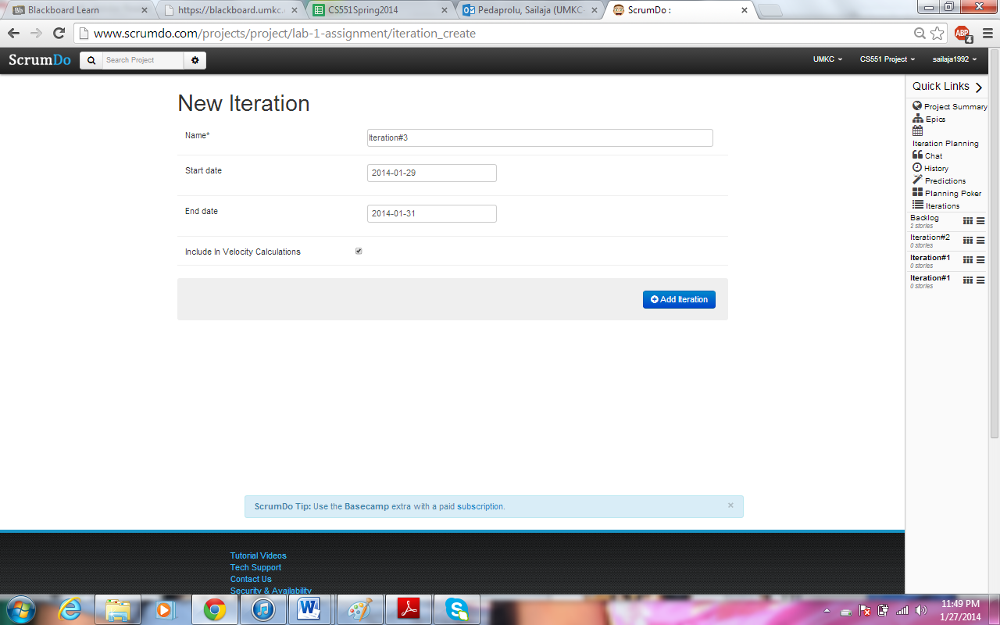 Blackboard Learn
https://blackboard.umkc.
CS551Spring2014
Pedaprolu, Sailaja (UMKC-
ScrumDo :
www.scrumdo.com/projects/project/lab-1-assignment/iteration_create
ABP
4
ScrumDo
Search Project
UMKC
CS551 Project
sailaja1992
Quick Links
Project Summary
Epics
Iteration Planning
Chat
History
Predictions
Planning Poker
Iterations
Backlog
2 stories
Iteration#2
0 stories
Iteration#1
0 stories
Iteration#1
0 stories
New Iteration
Name*
Iteration#3
Start date
2014-01-29
End date
2014-01-31
Include In Velocity Calculations
Add Iteration
ScrumDo Tip: Use the Basecamp extra with a paid subscription.
Tutorial Videos
Tech Support
Contact Us
Security & Availability
11:49 PM
1/27/2014